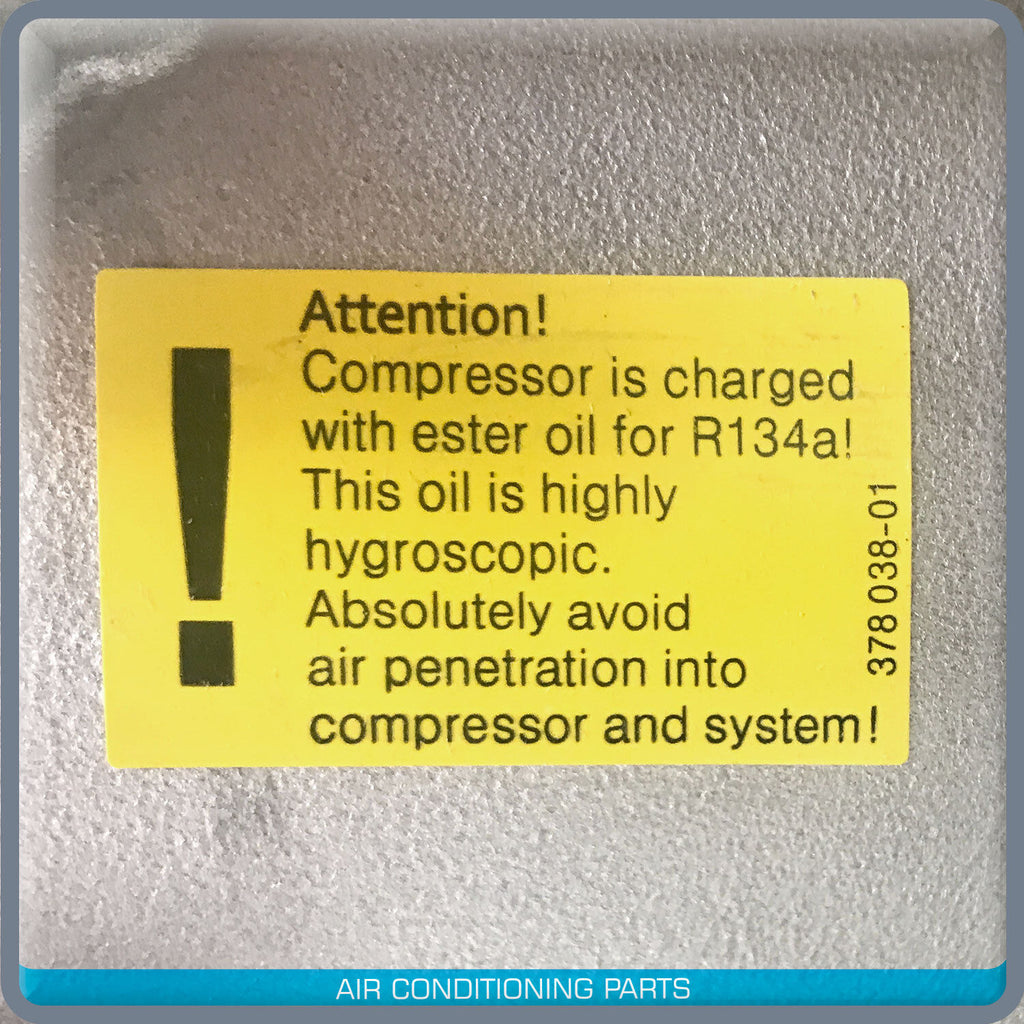 Attention!
Compressor is charged
with ester oil for R134a!
This oil is highly
hygroscopic.
Absolutely avoid
air penetration into
compressor and system!
378 038-01
AIR CONDITIONING PARTS